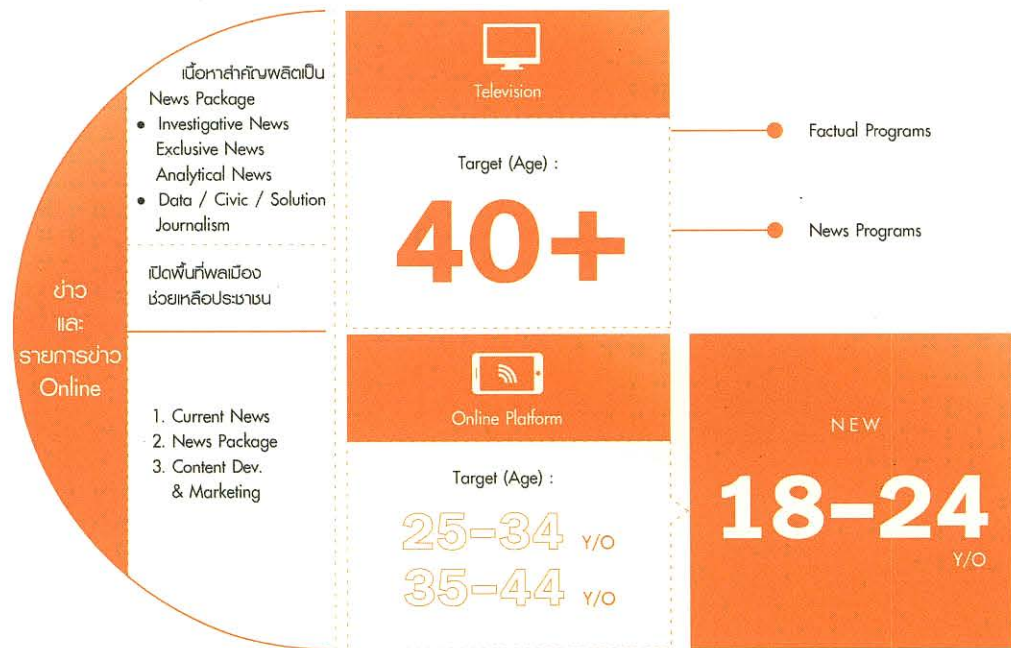 ข่าว
และ
รายการข่าว
Online
เนื้อหาสำคัญผลิตเป็น
News Package
• Investigative News
Exclusive News
Analytical News
• Data / Civic / Solution
Journalism
เปิดพื้นที่พลเมือง
ช่วยเหลือประชาชน
1. Current News
2. News Package
3. Content Dev.
& Marketing
Television
Target (Age) :
40+
Factual Programs
News Programs
Online Platform
Target (Age) :
25-34 Y/O
35-44 Y/O
NEW
18-24
Y/O